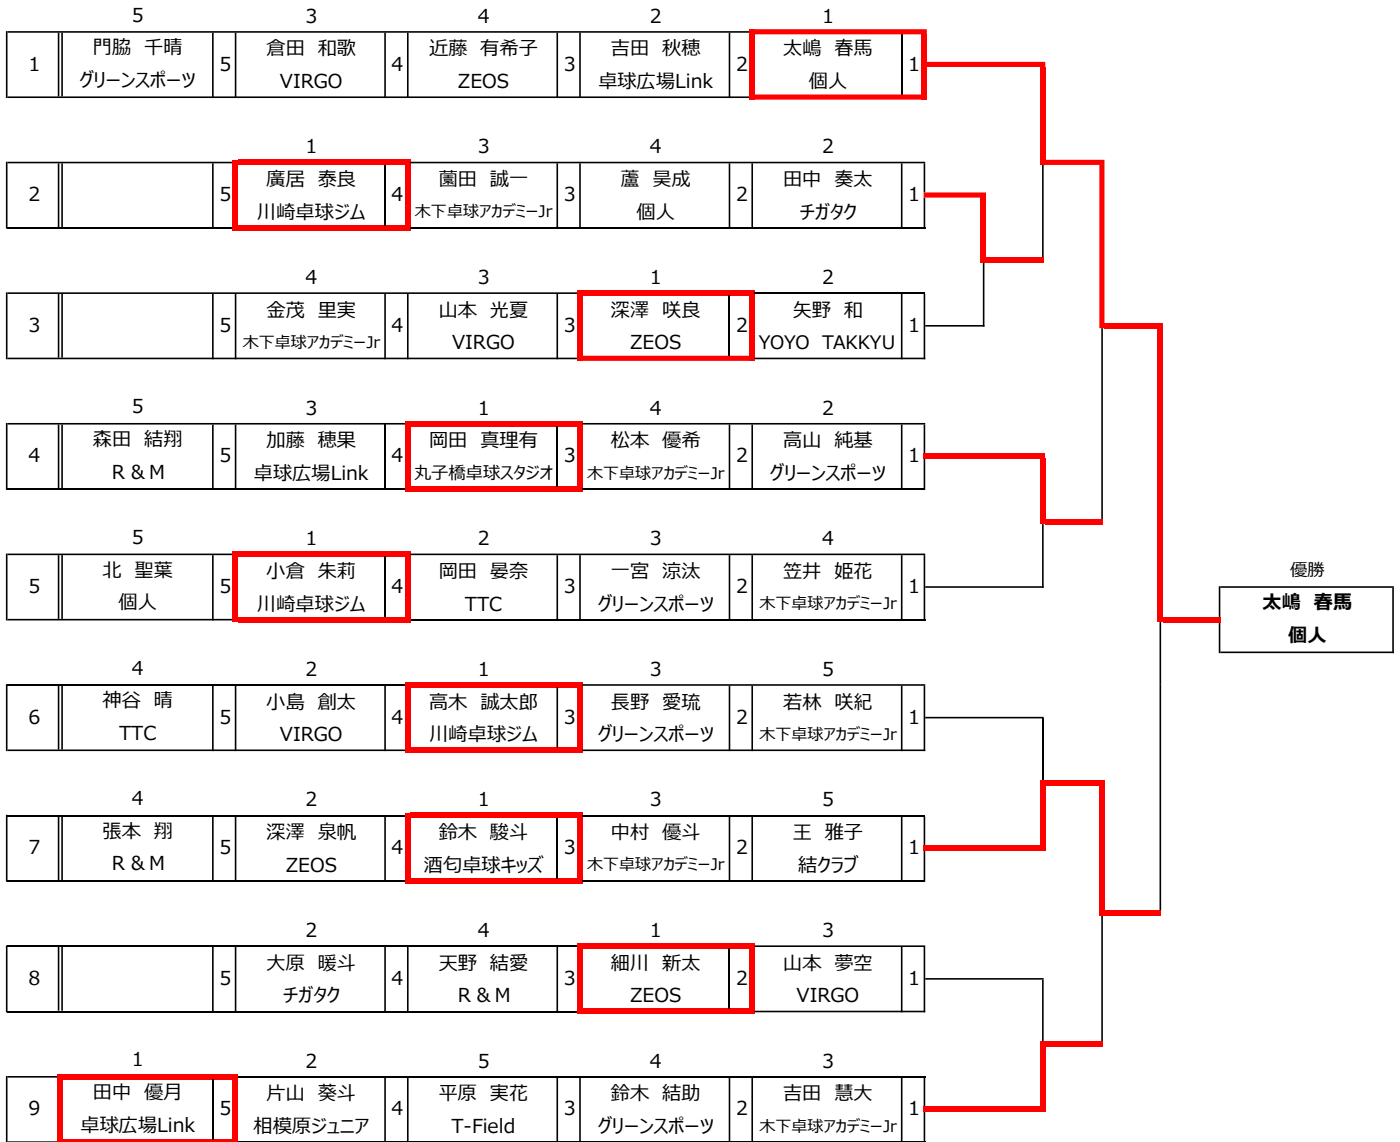 5 3 4 2 1
1 門脇 千晴 5 倉田 和歌 4 近藤 有希子 3 吉田 秋穂 2 太嶋 春馬 1
グリーンスポーツ VIRGO ZEOS 卓球広場Link 個人
1 3 4 2
2 5 廣居 泰良 4 薗田 誠一 3 蘆 昊成 2 田中 奏太 1
川崎卓球ジム 木下卓球アカデミーJr 個人 チガタク
4 3 1 2
3 5 金茂 里実 4 山本 光夏 3 深澤 咲良 2 矢野 和 1
木下卓球アカデミーJr VIRGO ZEOS YOYO TAKKYU
5 3 1 4 2
4 森田 結翔 5 加藤 穂果 4 岡田 真理有 3 松本 優希 2 高山 純基 1
R & M 卓球広場Link 丸子橋卓球スタジオ 木下卓球アカデミーJr グリーンスポーツ
5 1 2 3 4
5 北 聖葉 5 小倉 朱莉 4 岡田 晏奈 3 一宮 涼汰 2 笠井 姫花 1
個人 川崎卓球ジム TTC グリーンスポーツ 木下卓球アカデミーJr
優勝
太嶋 春馬
個人
4 2 1 3 5
6 神谷 晴 5 小島 創太 4 高木 誠太郎 3 長野 愛琉 2 若林 咲紀 1
TTC VIRGO 川崎卓球ジム グリーンスポーツ 木下卓球アカデミーJr
4 2 1 3 5
7 張本 翔 5 深澤 泉帆 4 鈴木 駿斗 3 中村 優斗 2 王 雅子 1
R & M ZEOS 酒匂卓球キッズ 木下卓球アカデミーJr 結クラブ
2 4 1 3
8 5 大原 暖斗 4 天野 結愛 3 細川 新太 2 山本 夢空 1
チガタク R & M ZEOS VIRGO
1 2 5 4 3
9 田中 優月 5 片山 葵斗 4 平原 実花 3 鈴木 結助 2 吉田 慧大 1
卓球広場Link 相模原ジュニア T-Field グリーンスポーツ 木下卓球アカデミーJr